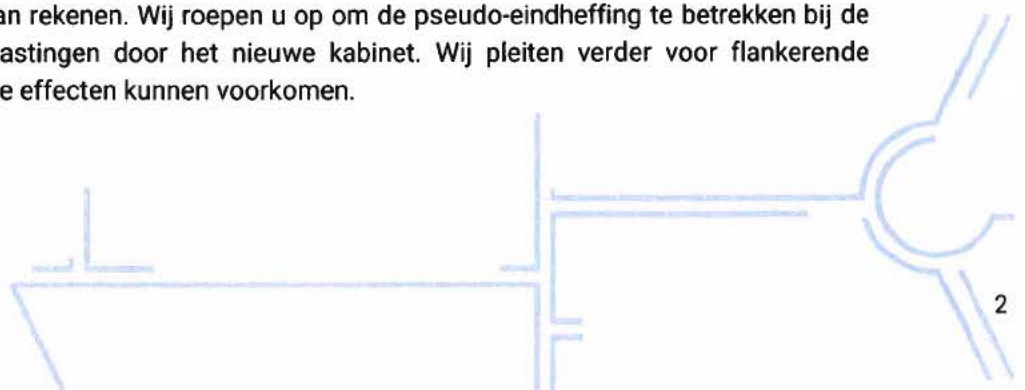 an rekenen. Wij roepen u op om de pseudo-eindheffing te betrekken bij de
astingen door het nieuwe kabinet. Wij pleiten verder voor flankerende
e effecten kunnen voorkomen.
2